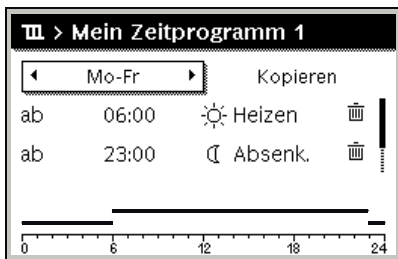 > Mein Zeitprogramm 1
Mo-Fr Kopieren
ab 06:00 Heizen
ab 23:00 Absenk.
0 6 12 18 24